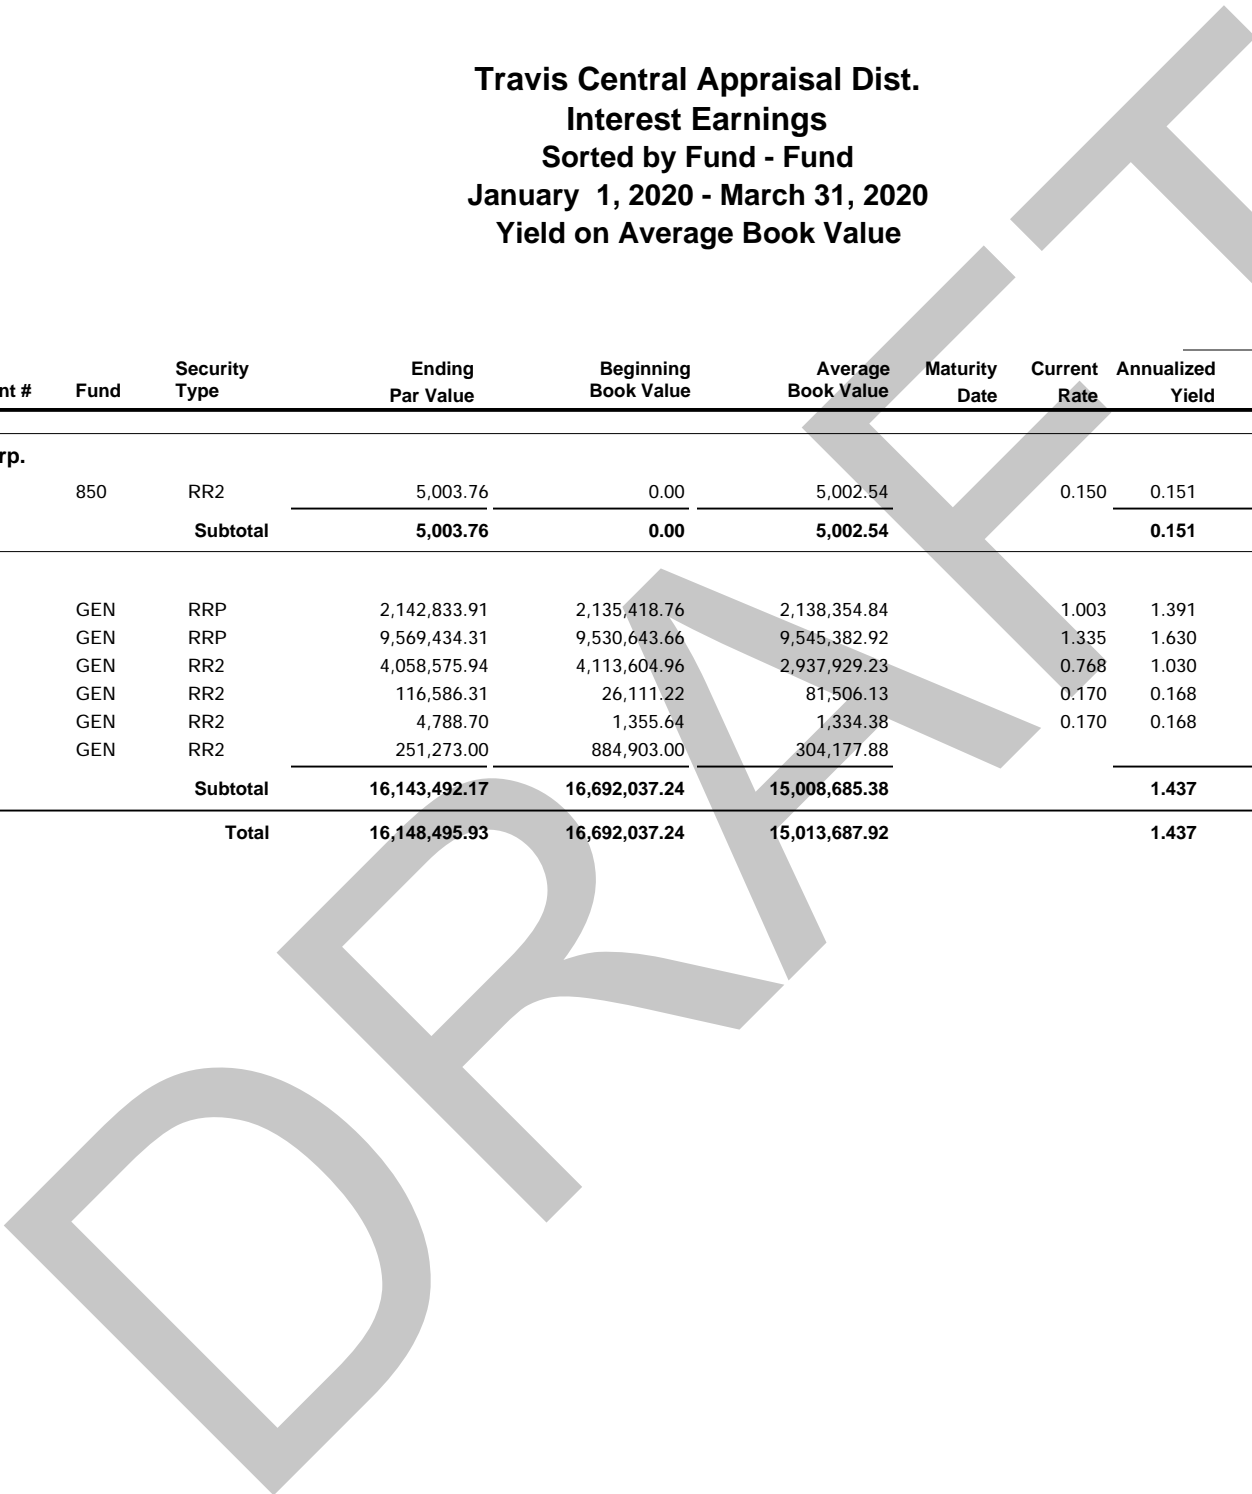 Travis Central Appraisal Dist.
Interest Earnings
Sorted by Fund - Fund
January 1, 2020 - March 31, 2020
Yield on Average Book Value
nt # Fund Security Type Ending Par Value Beginning Book Value Average Book Value Maturity Date Current Rate Annualized Yield
rp.
850 RR2 5,003.76 0.00 5,002.54 0.150 0.151
Subtotal 5,003.76 0.00 5,002.54 0.151
GEN RRP 2,142,833.91 2,135,418.76 2,138,354.84 1.003 1.391
GEN RRP 9,569,434.31 9,530,643.66 9,545,382.92 1.335 1.630
GEN RR2 4,058,575.94 4,113,604.96 2,937,929.23 0.768 1.030
GEN RR2 116,586.31 26,111.22 81,506.13 0.170 0.168
GEN RR2 4,788.70 1,355.64 1,334.38 0.170 0.168
GEN RR2 251,273.00 884,903.00 304,177.88
Subtotal 16,143,492.17 16,692,037.24 15,008,685.38 1.437
Total 16,148,495.93 16,692,037.24 15,013,687.92 1.437
DRAFT